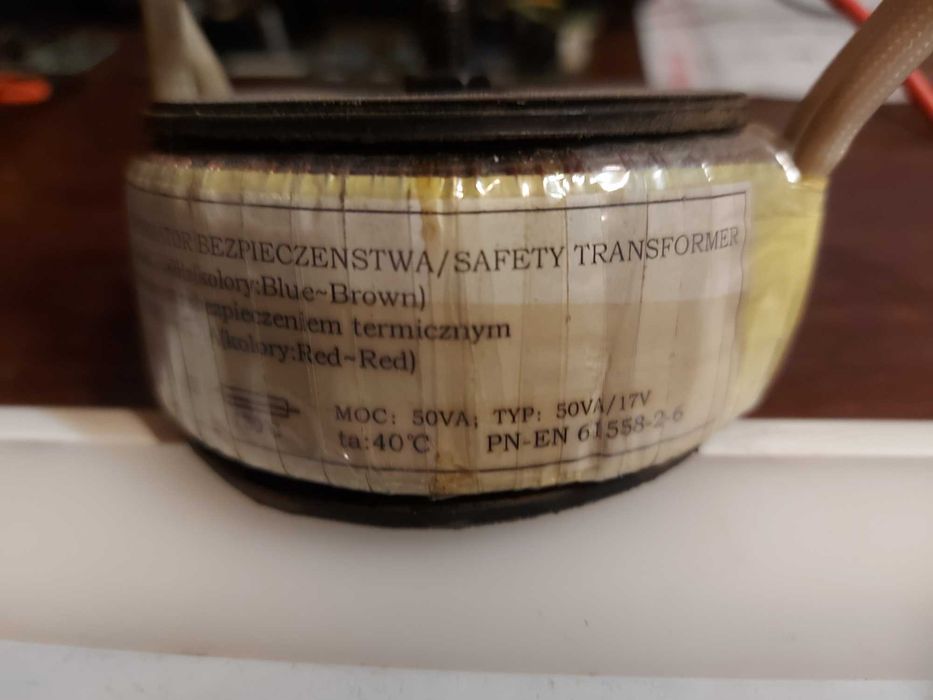 BEZPIECZENSTWA/SAFETY TRANSFORMER
Blue~Brown)
termicznym
(kolory:Red~Red)
MOC: 50VA; TYP: 50VA/17V
ta:40°C PN-EN 61558-2-6